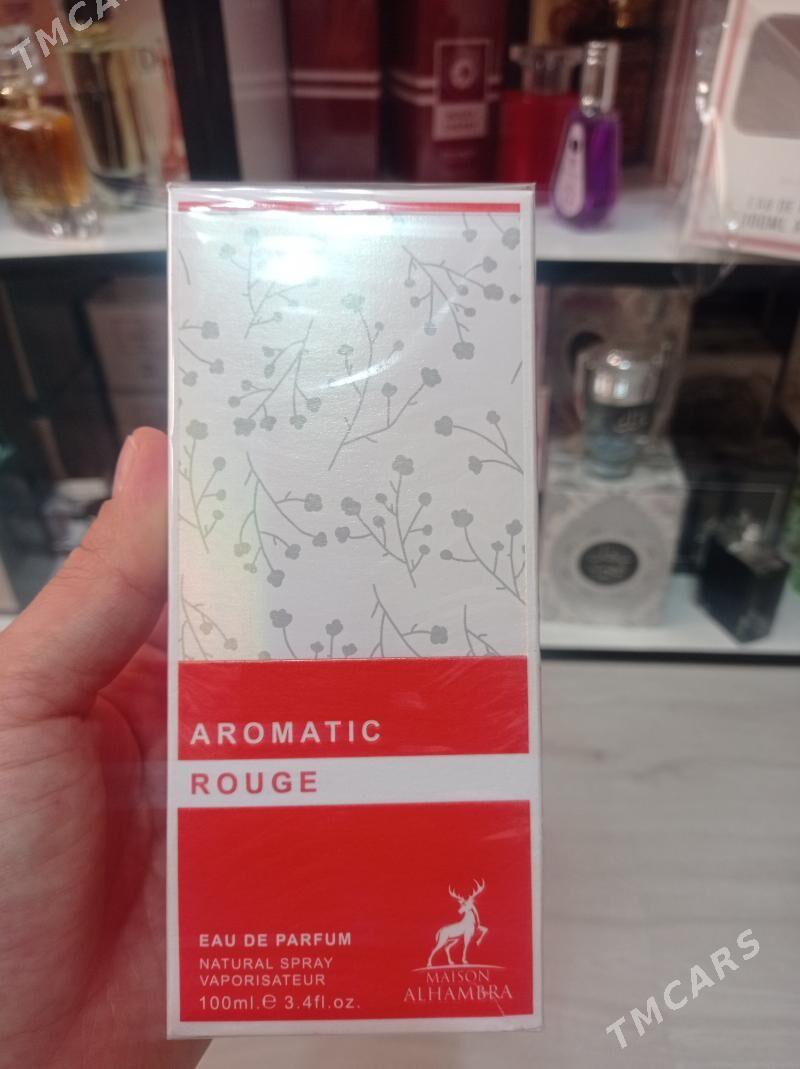 TMCARS
AROMATIC
ROUGE
EAU DE PARFUM
NATURAL SPRAY
VAPORISATEUR
100ml.e 3.4fl.oz.
MAISON
ALHAMBRA
TMCARS